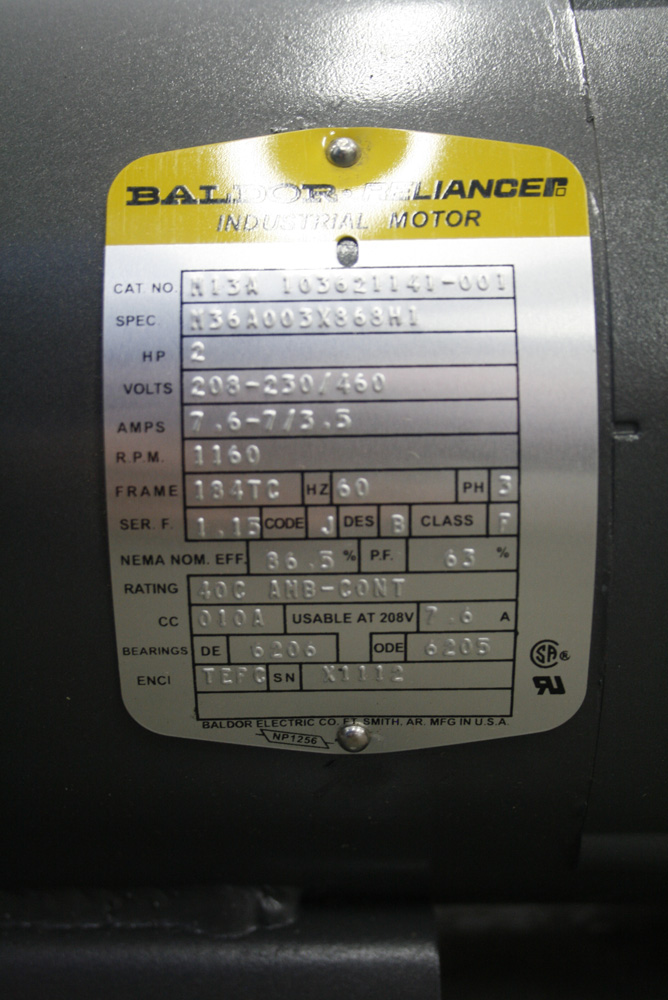 BALDOR • RELIANCER
INDUSTRIAL MOTOR
CAT. NO. M13A 103621141-001
SPEC. M36A003X868H1
HP 2
VOLTS 208-230/460
AMPS 7.6-7/3.5
R.P.M. 1160
FRAME 184TC HZ 60 PH 3
SER. F. 1.15 CODE J DES B CLASS F
NEMA NOM. EFF. 86.5 % P.F. 63 %
RATING 40C AMB-CONT
CC 010A USABLE AT 208V 7.6 A
BEARINGS DE 6206 ODE 6205
ENCl TEFC SN X1112
BALDOR ELECTRIC CO. FT. SMITH, AR. MFG IN U.S.A.
NP1256
SA ®
RU